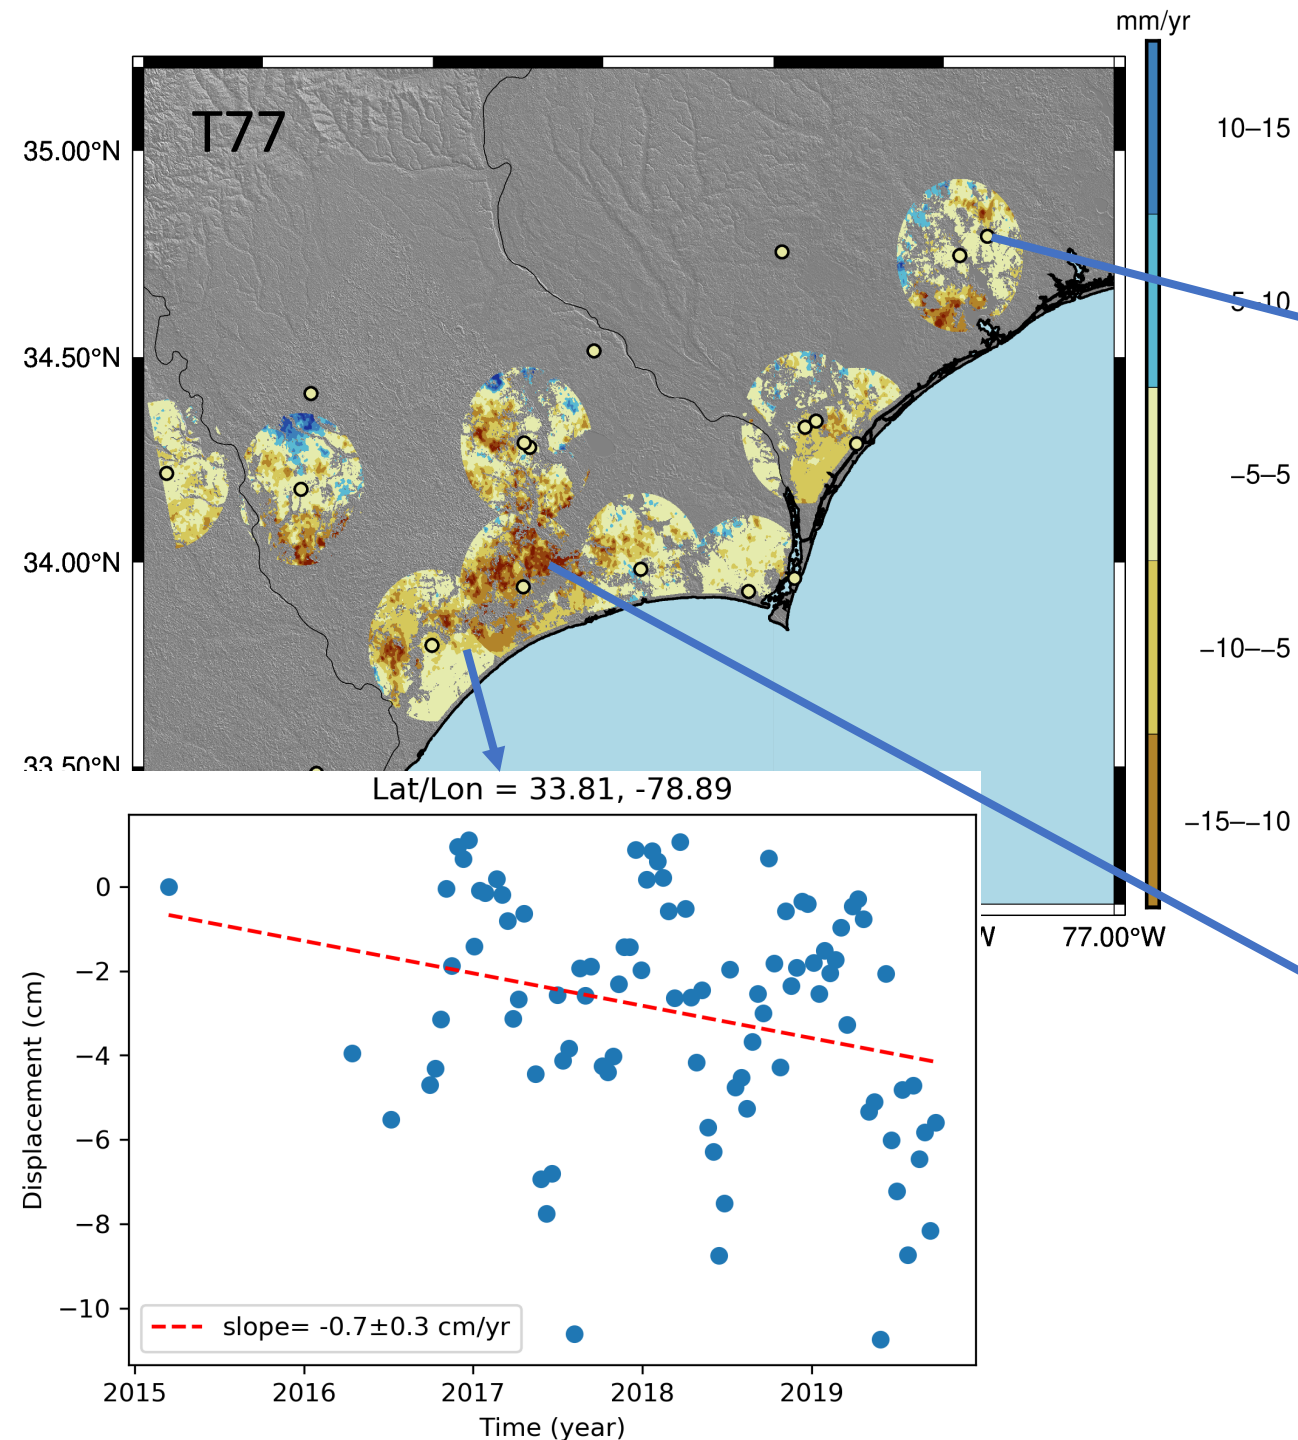 mm/yr
T77
10–15
35.00°N
5–10
34.50°N
−5–5
34.00°N
−10–−5
33.50°N
−15–−10
Lat/Lon = 33.81, -78.89
W
77.00°W
0
−2
−4
−6
−8
−10
Displacement (cm)
slope= -0.7±0.3 cm/yr
2015
2016
2017
2018
2019
Time (year)